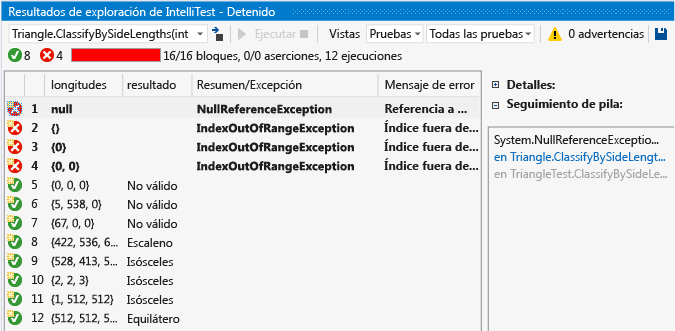 Resultados de exploración de IntelliTest - Detenido
Triangle.ClassifyBySideLengths(int Ejecutar Vistas Pruebas Todas las pruebas 0 advertencias
8 4 16/16 bloques, 0/0 aserciones, 12 ejecuciones
longitudes resultado Resumen/Excepción Mensaje de error
1 null NullReferenceException Referencia a ...
2 {} IndexOutOfRangeException Índice fuera de...
3 {0} IndexOutOfRangeException Índice fuera de...
4 {0, 0} IndexOutOfRangeException Índice fuera de...
5 {0, 0, 0} No válido
6 {5, 538, 0} No válido
7 {67, 0, 0} No válido
8 {422, 536, 6... Escaleno
9 {528, 413, 5... Isósceles
10 {2, 2, 3} Isósceles
11 {1, 512, 512} Isósceles
12 {512, 512, 5... Equilátero
Detalles:
Seguimiento de pila:
System.NullReferenceExceptio...
en Triangle.ClassifyBySideLengt...
en TriangleTest.ClassifyBySideLe...